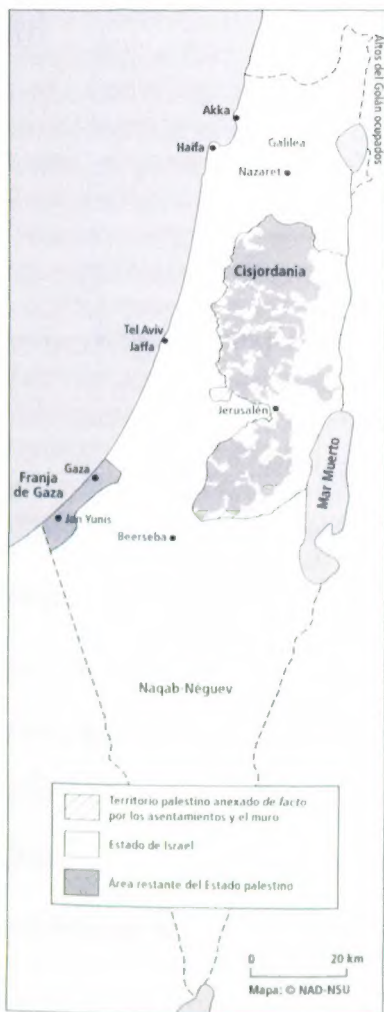 Altos del Golán ocupados
Akka
Haifa
Galilea
Nazaret
Cisjordania
Tel Aviv
Jaffa
Jerusalén
Gaza
Franja
de Gaza
Jan Yunis
Mar Muerto
Beerseba
Naqab-Néguev
Territorio palestino anexado de facto
por los asentamientos y el muro
Estado de Israel
Área restante del Estado palestino
0 20 km
Mapa: © NAD-NSU